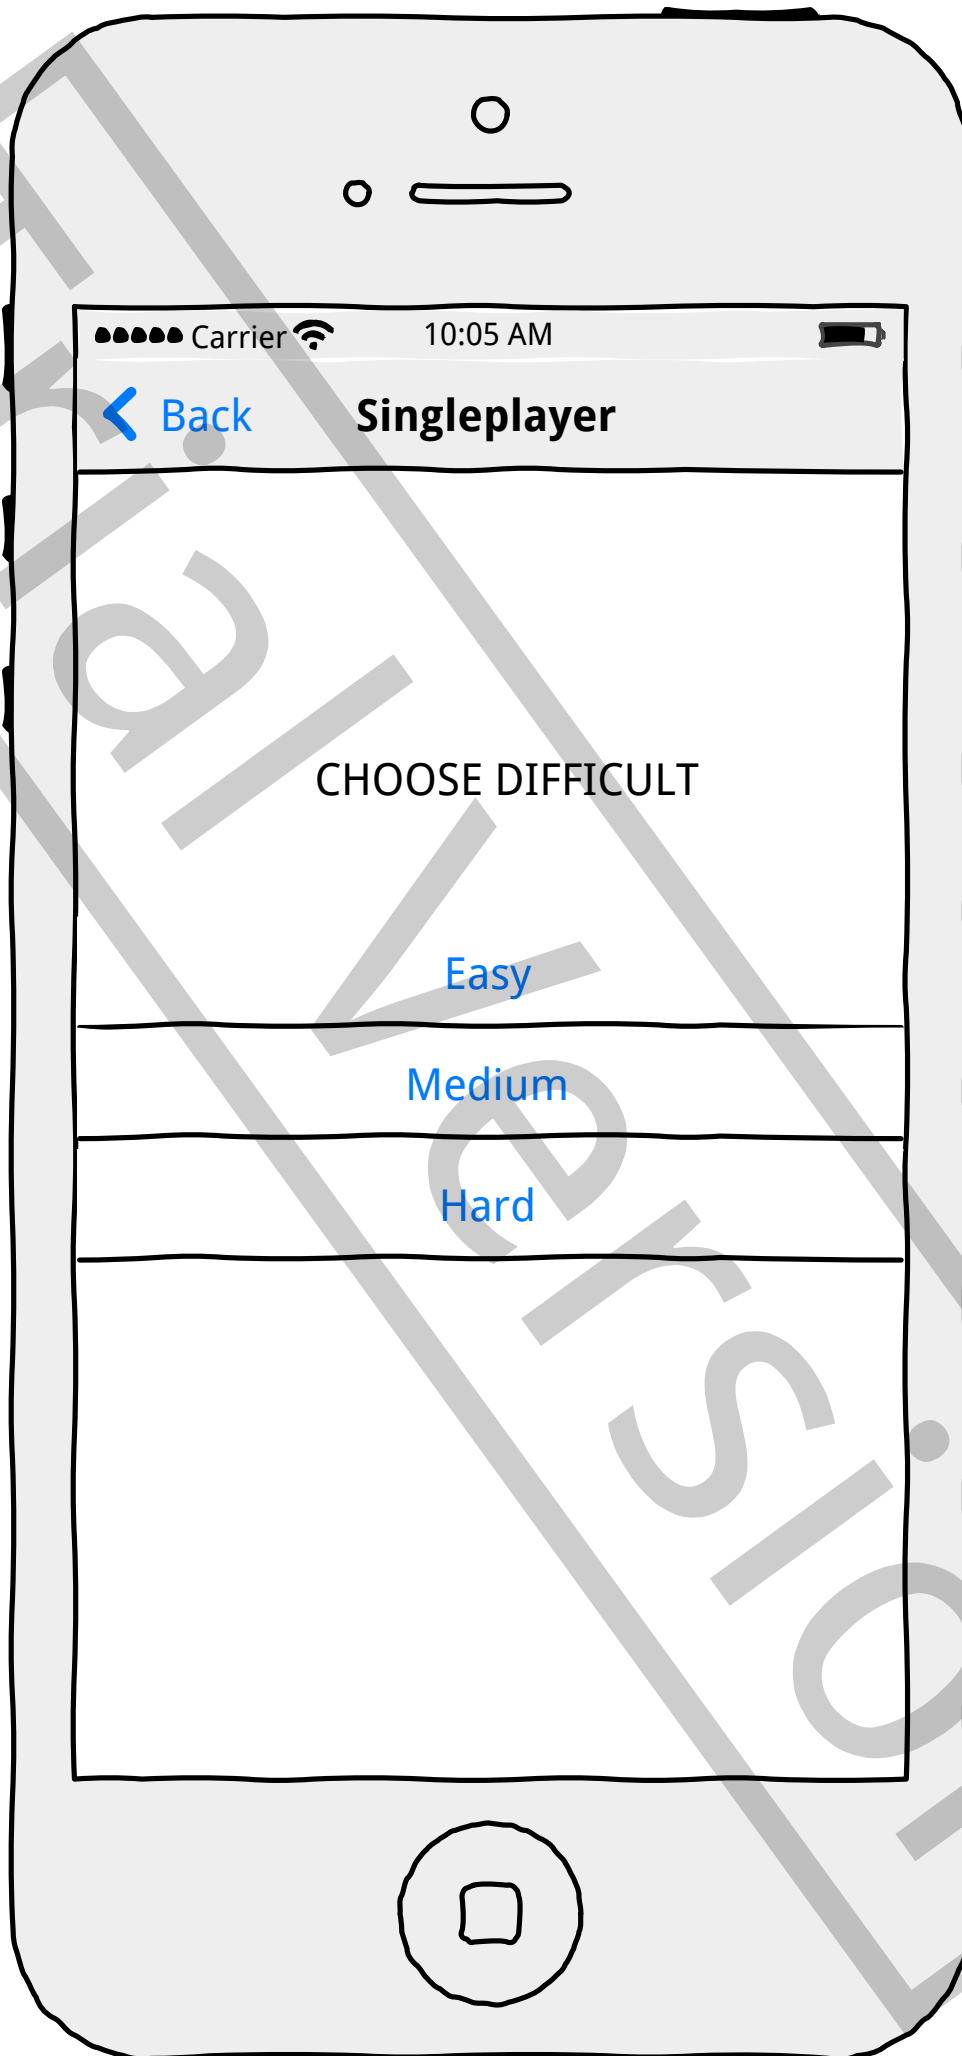 Carrier 10:05 AM
Back Singleplayer
CHOOSE DIFFICULT
Easy
Medium
Hard
Trial Version